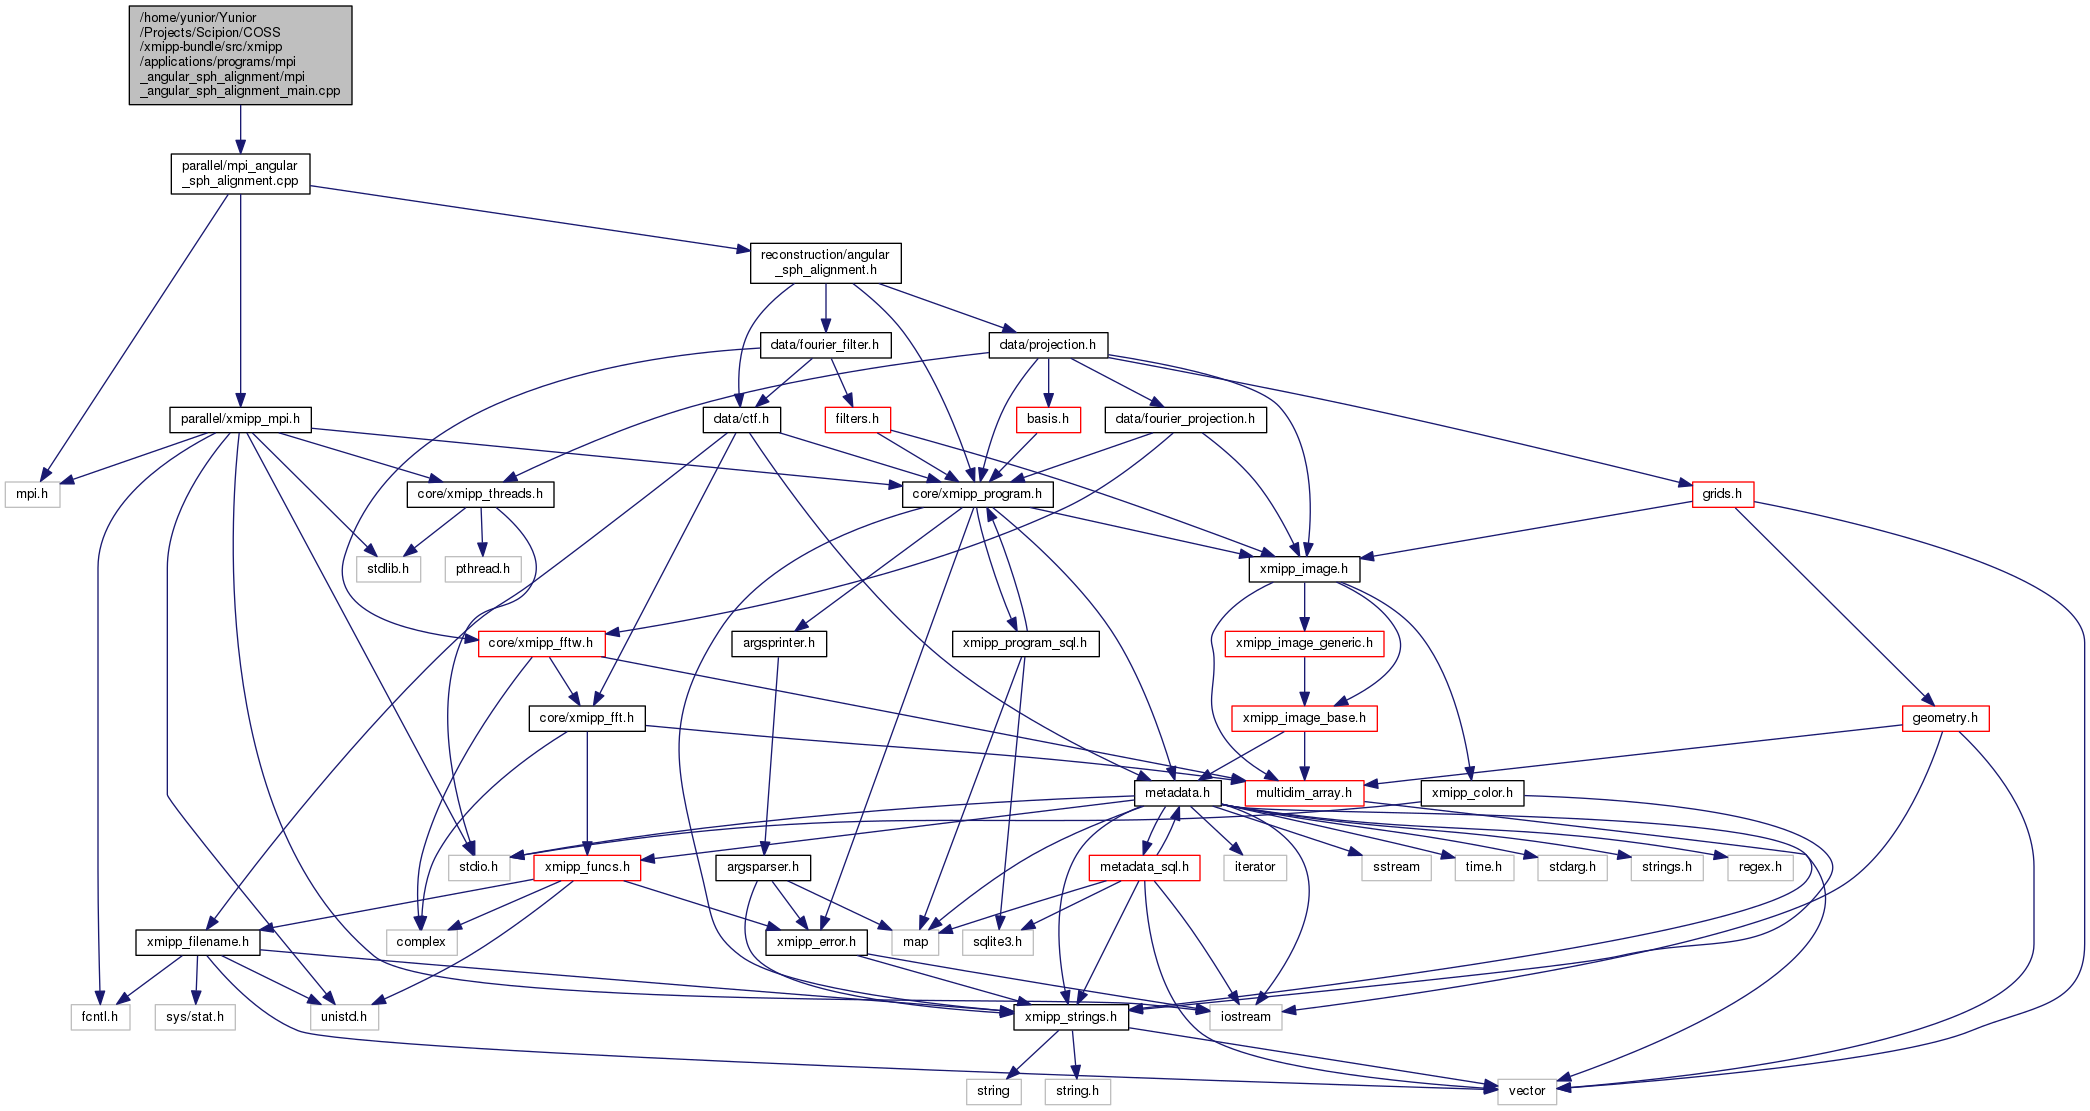 /home/yunior/Yunior
/Projects/Scipion/COSS
/xmipp-bundle/src/xmipp
/applications/programs/mpi
_angular_sph_alignment/mpi
_angular_sph_alignment_main.cpp
parallel/mpi_angular
_sph_alignment.cpp
reconstruction/angular
_sph_alignment.h
data/fourier_filter.h
data/projection.h
parallel/xmipp_mpi.h
data/ctf.h
filters.h
basis.h
data/fourier_projection.h
mpi.h
core/xmipp_threads.h
core/xmipp_program.h
grids.h
stdlib.h
pthread.h
xmipp_image.h
core/xmipp_fftw.h
argsprinter.h
xmipp_program_sql.h
xmipp_image_generic.h
core/xmipp_fft.h
xmipp_image_base.h
geometry.h
metadata.h
multidim_array.h
xmipp_color.h
stdio.h
xmipp_funcs.h
argsparser.h
metadata_sql.h
iterator
sstream
time.h
stdarg.h
strings.h
regex.h
xmipp_filename.h
complex
xmipp_error.h
map
sqlite3.h
fcntl.h
sys/stat.h
unistd.h
xmipp_strings.h
iostream
string
string.h
vector